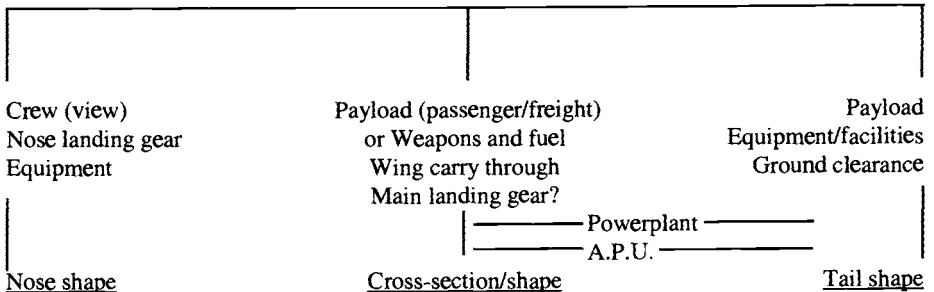 Crew (view)
Nose landing gear
Equipment
Payload (passenger/freight)
or Weapons and fuel
Wing carry through
Main landing gear?
Payload
Equipment/facilities
Ground clearance
Powerplant
A.P.U.
Nose shape
Cross-section/shape
Tail shape